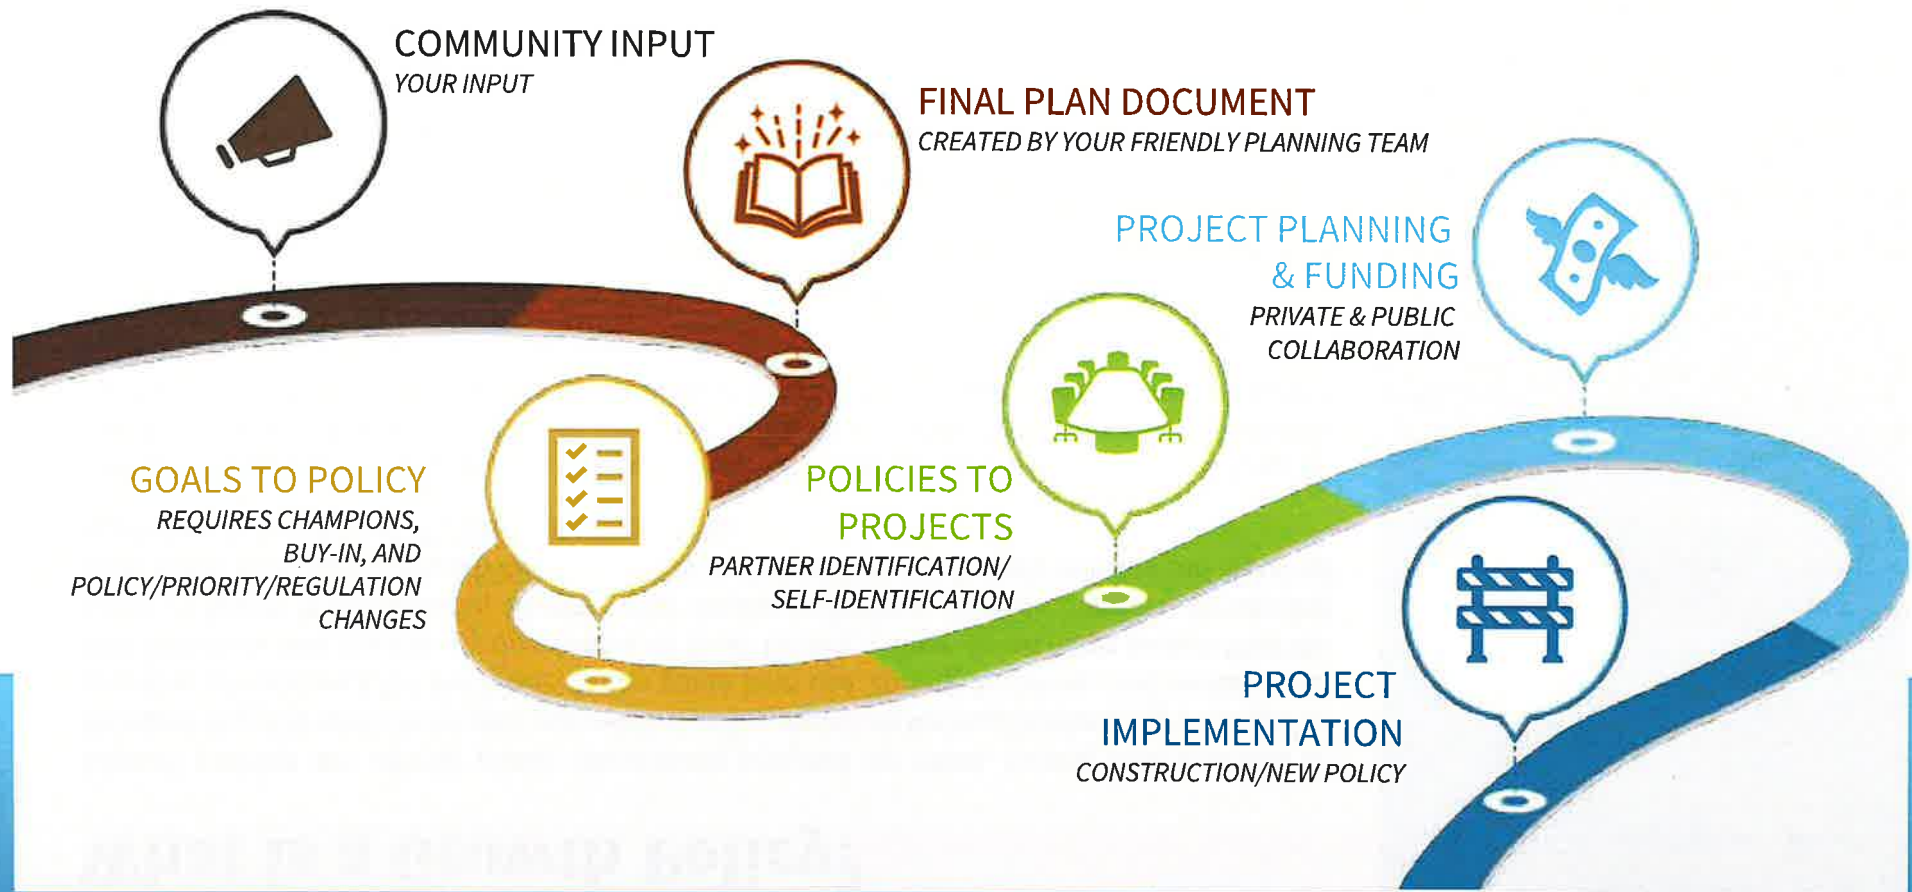 COMMUNITY INPUT
YOUR INPUT
FINAL PLAN DOCUMENT
CREATED BY YOUR FRIENDLY PLANNING TEAM
GOALS TO POLICY
REQUIRES CHAMPIONS,
BUY-IN, AND
POLICY/PRIORITY/REGULATION
CHANGES
POLICIES TO
PROJECTS
PARTNER IDENTIFICATION/
SELF-IDENTIFICATION
PROJECT PLANNING
& FUNDING
PRIVATE & PUBLIC
COLLABORATION
PROJECT
IMPLEMENTATION
CONSTRUCTION/NEW POLICY